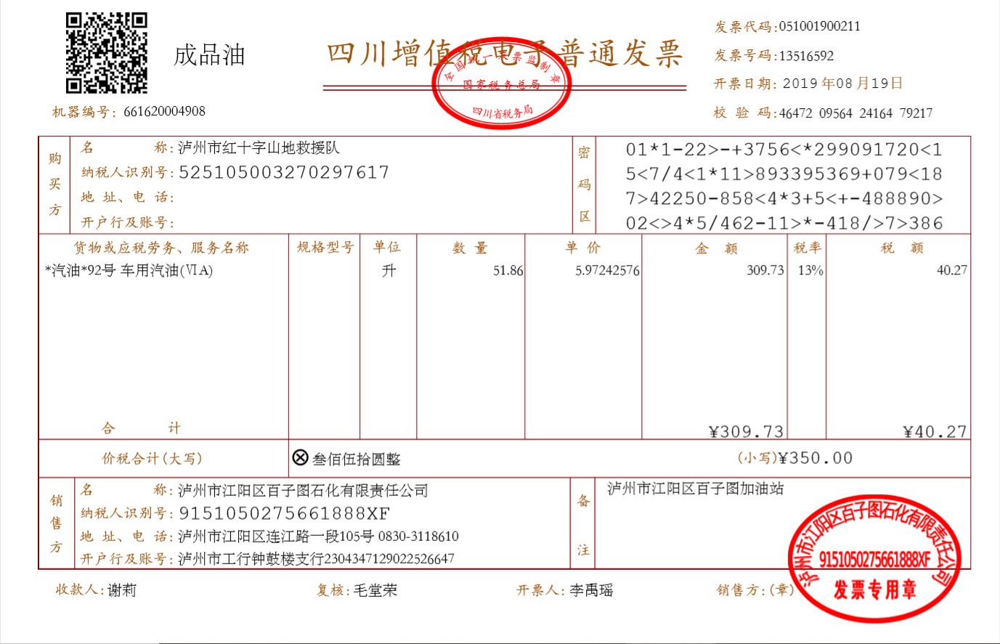 成品油
四川增值税电子普通发票
全国统一发票监制章
国家税务总局
四川省税务局
发票代码:051001900211
发票号码:13516592
开票日期: 2019 年08 月19日
校 验 码:46472 09564 24164 79217
机器编号: 661620004908
购买方
名 称: 泸州市红十字山地救援队
纳税人识别号: 525105003270297617
地 址、电 话:
开户行及账号:
密码区
01*1-22>-+3756<*299091720<1
5<7/4<1*11>893395369+079<18
7>42250-858<4*3+5<+-488890>
02<>4*5/462-11>*-418/>7>386
货物或应税劳务、服务名称 规格型号 单位 数 量 单 价 金 额 税率 税 额
*汽油*92号 车用汽油(ⅥA) 升 51.86 5.97242576 309.73 13% 40.27
合 计 ¥309.73 ¥40.27
价税合计(大写) ⊗叁佰伍拾圆整 (小写)¥350.00
销售方
名 称: 泸州市江阳区百子图石化有限责任公司
纳税人识别号: 9151050275661888XF
地 址、电 话: 泸州市江阳区连江路一段105号 0830-3118610
开户行及账号: 泸州市工行钟鼓楼支行2304347129022526647
备注
泸州市江阳区百子图加油站
泸州市江阳区百子图石化有限责任公司
9151050275661888XF
发票专用章
收款人: 谢莉 复核: 毛堂荣 开票人: 李禹瑶 销售方:(章)